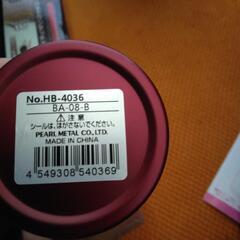 No.HB-4036
BA-08-B
⚠注意
シールは、はがさないでください。
PEARL METAL CO.,LTD.
MADE IN CHINA
4 549308 540369